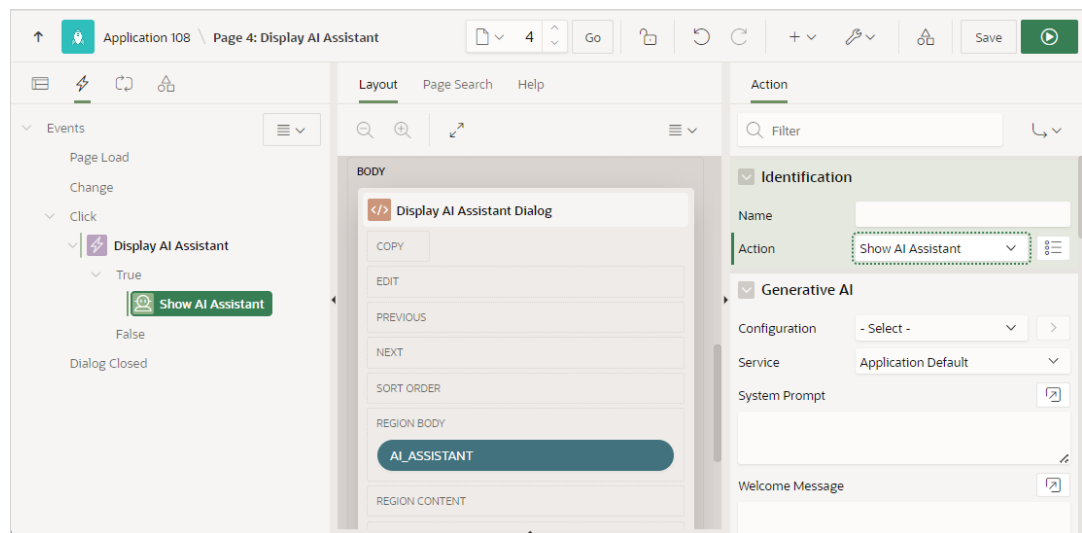 Application 108 \ Page 4: Display AI Assistant
4
Go
Save
Events
Page Load
Change
Click
Display AI Assistant
True
Show AI Assistant
False
Dialog Closed
Layout Page Search Help
BODY
Display AI Assistant Dialog
COPY
EDIT
PREVIOUS
NEXT
SORT ORDER
REGION BODY
AI_ASSISTANT
REGION CONTENT
Action
Filter
Identification
Name
Action Show AI Assistant
Generative AI
Configuration - Select -
Service Application Default
System Prompt
Welcome Message